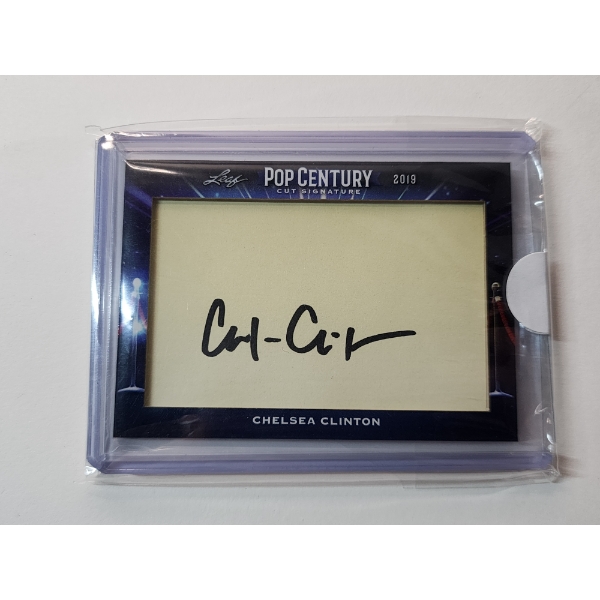 Leaf POP CENTURY 2019
CUT SIGNATURE
CHELSEA CLINTON